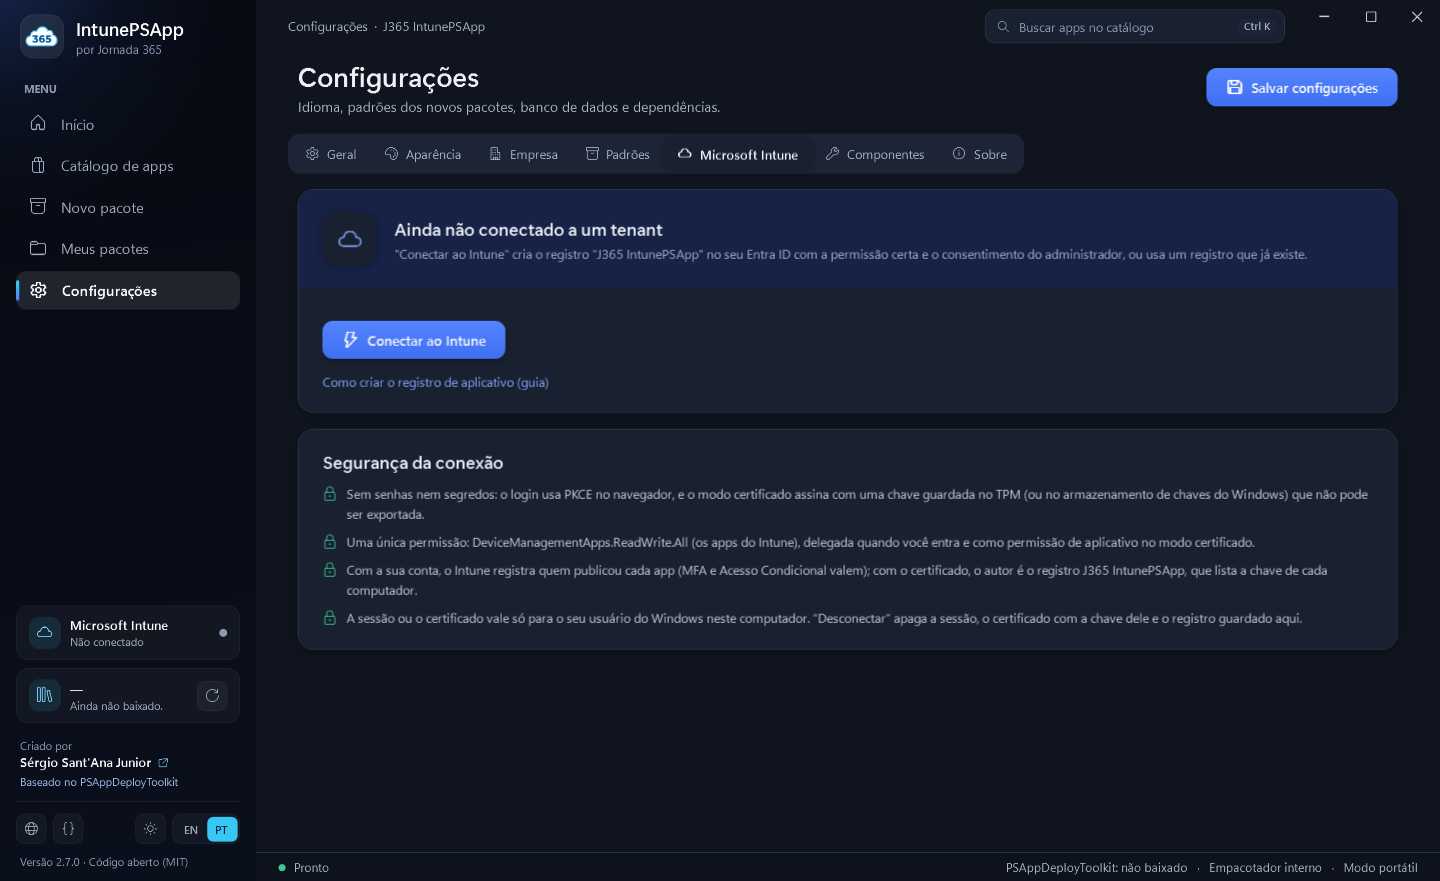 IntunePSApp
por Jornada 365
365
MENU
Início
Catálogo de apps
Novo pacote
Meus pacotes
Configurações
Microsoft Intune
Não conectado
—
Ainda não baixado.
Criado por
Sérgio Sant'Ana Junior
Baseado no PSAppDeployToolkit
{} EN PT
Versão 2.7.0 · Código aberto (MIT)
Configurações · J365 IntunePSApp
Buscar apps no catálogo Ctrl K
Configurações
Idioma, padrões dos novos pacotes, banco de dados e dependências.
Salvar configurações
Geral Aparência Empresa Padrões Microsoft Intune Componentes Sobre
Ainda não conectado a um tenant
"Conectar ao Intune" cria o registro "J365 IntunePSApp" no seu Entra ID com a permissão certa e o consentimento do administrador, ou usa um registro que já existe.
Conectar ao Intune
Como criar o registro de aplicativo (guia)
Segurança da conexão
Sem senhas nem segredos: o login usa PKCE no navegador, e o modo certificado assina com uma chave guardada no TPM (ou no armazenamento de chaves do Windows) que não pode
ser exportada.
Uma única permissão: DeviceManagementApps.ReadWrite.All (os apps do Intune), delegada quando você entra e como permissão de aplicativo no modo certificado.
Com a sua conta, o Intune registra quem publicou cada app (MFA e Acesso Condicional valem); com o certificado, o autor é o registro J365 IntunePSApp, que lista a chave de cada
computador.
A sessão ou o certificado vale só para o seu usuário do Windows neste computador. "Desconectar" apaga a sessão, o certificado com a chave dele e o registro guardado aqui.
Pronto
PSAppDeployToolkit: não baixado · Empacotador interno · Modo portátil